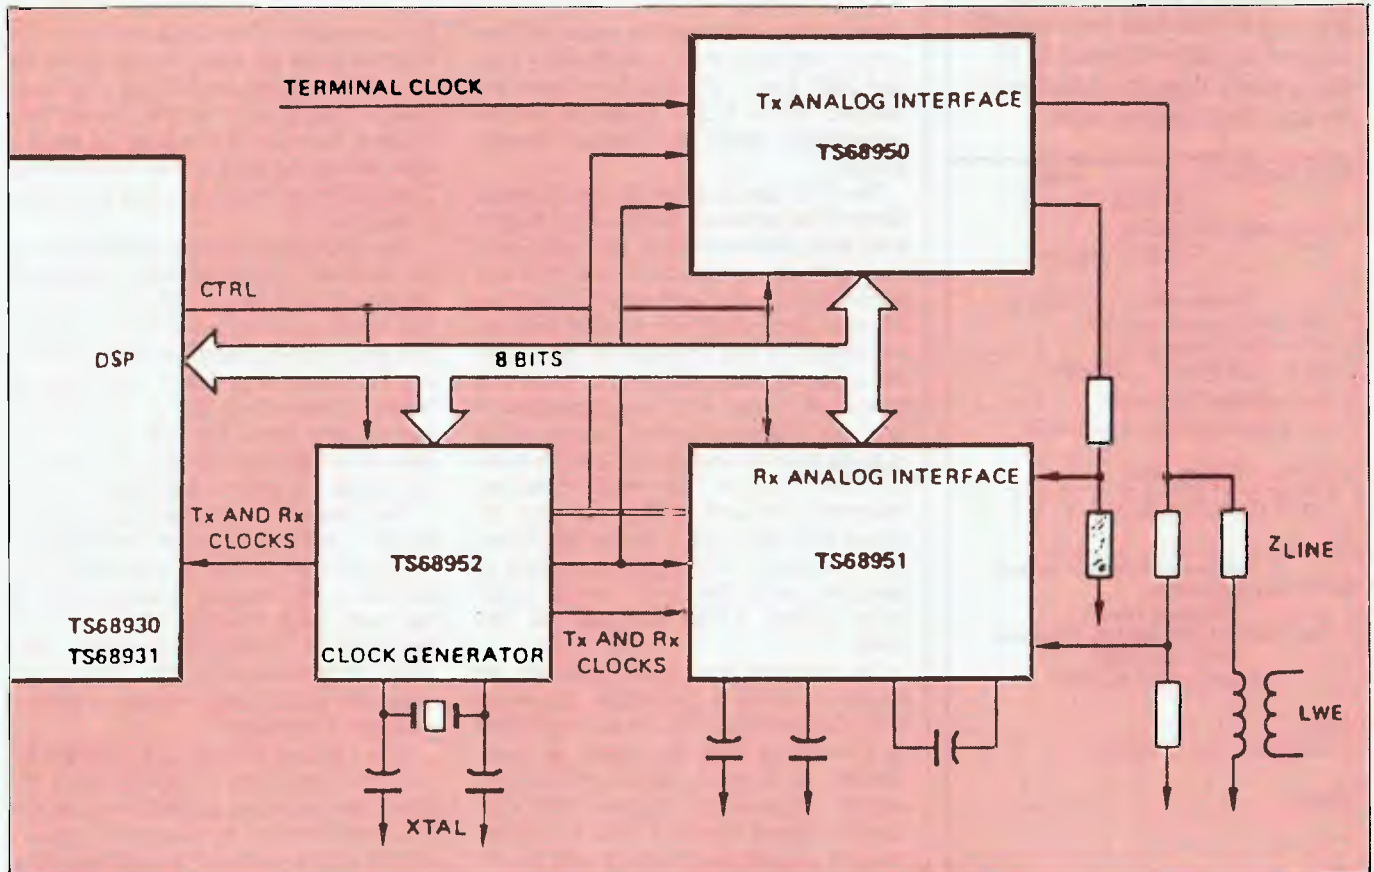 TERMINAL CLOCK
Tx ANALOG INTERFACE
TS68950
CTRL
DSP
8 BITS
Rx ANALOG INTERFACE
Tx AND Rx
CLOCKS
TS68952
TS68951
ZLINE
TS68930
TS68931
CLOCK GENERATOR
Tx AND Rx
CLOCKS
LWE
XTAL